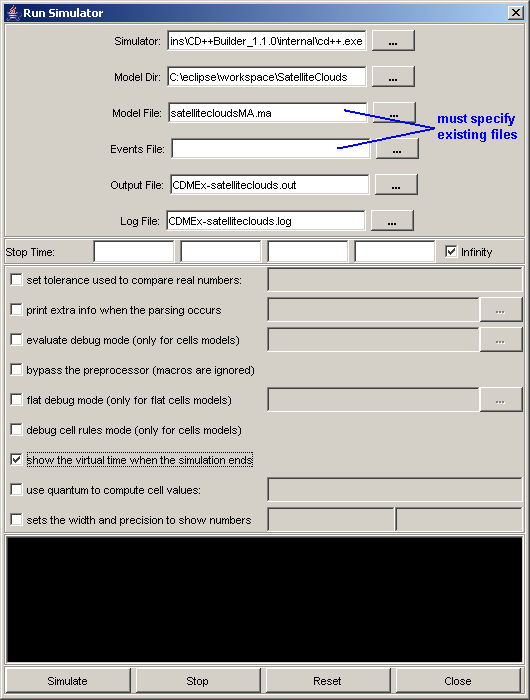 Run Simulator
Simulator: ins\CD++Builder_1.1.0\internal\cd++.exe ...
Model Dir: C:\eclipse\workspace\SatelliteClouds ...
Model File: satellitecloudsMA.ma ...
must specify
existing files
Events File: ...
Output File: CDMEx-satelliteclouds.out ...
Log File: CDMEx-satelliteclouds.log ...
Stop Time: Infinity
set tolerance used to compare real numbers:
print extra info when the parsing occurs ...
evaluate debug mode (only for cells models) ...
bypass the preprocessor (macros are ignored)
flat debug mode (only for flat cells models) ...
debug cell rules mode (only for cells models)
show the virtual time when the simulation ends
use quantum to compute cell values:
sets the width and precision to show numbers
Simulate Stop Reset Close